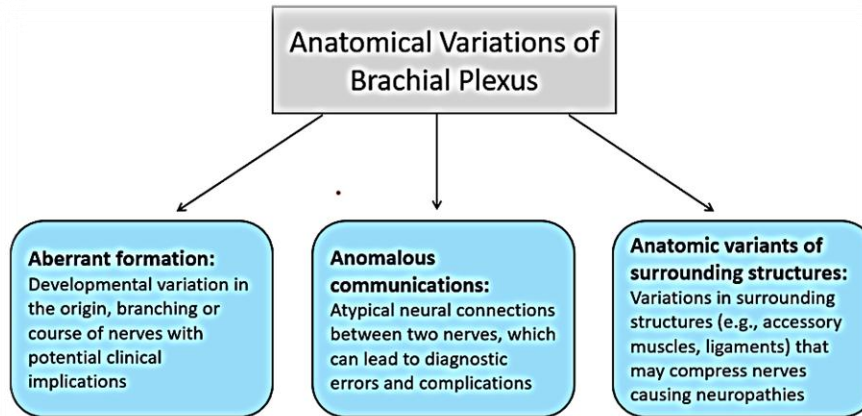 Anatomical Variations of
Brachial Plexus
Aberrant formation:
Developmental variation in
the origin, branching or
course of nerves with
potential clinical
implications
Anomalous
communications:
Atypical neural connections
between two nerves, which
can lead to diagnostic
errors and complications
Anatomic variants of
surrounding structures:
Variations in surrounding
structures (e.g., accessory
muscles, ligaments) that
may compress nerves
causing neuropathies